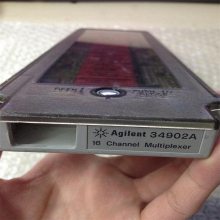 Agilent 34902A
16 Channel Multiplexer